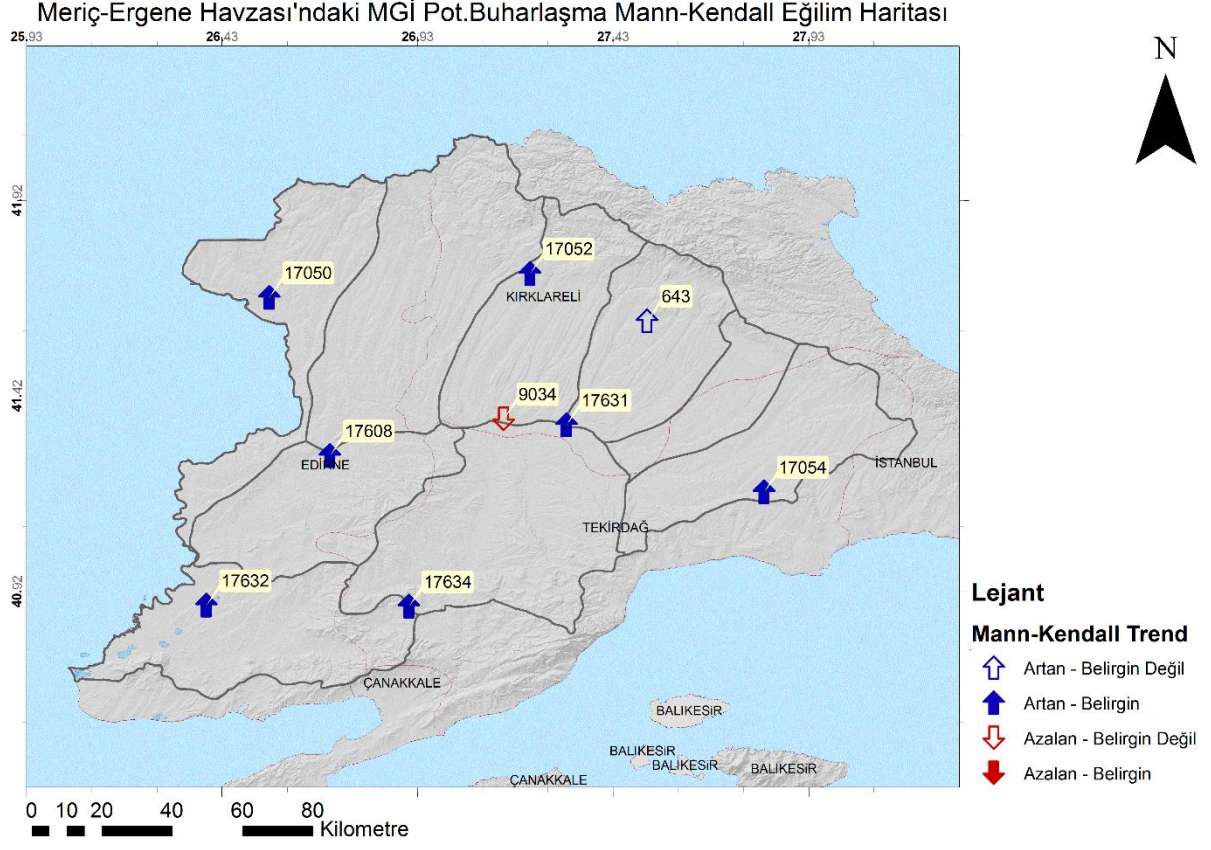 Meriç-Ergene Havzası'ndaki MGİ Pot.Buharlaşma Mann-Kendall Eğilim Haritası
25.93 26.43 26.93 27.43 27.93
N
41.92
17052
17050
KIRKLARELİ
643
41.42
9034
17631
17608
EDİRNE
17054
İSTANBUL
TEKİRDAĞ
40.92
17632
17634
Lejant
Mann-Kendall Trend
Artan - Belirgin Değil
Artan - Belirgin
Azalan - Belirgin Değil
Azalan - Belirgin
ÇANAKKALE
BALIKESİR
BALIKESİR
BALIKESİR
BALIKESİR
ÇANAKKALE
0 10 20 40 60 80
Kilometre